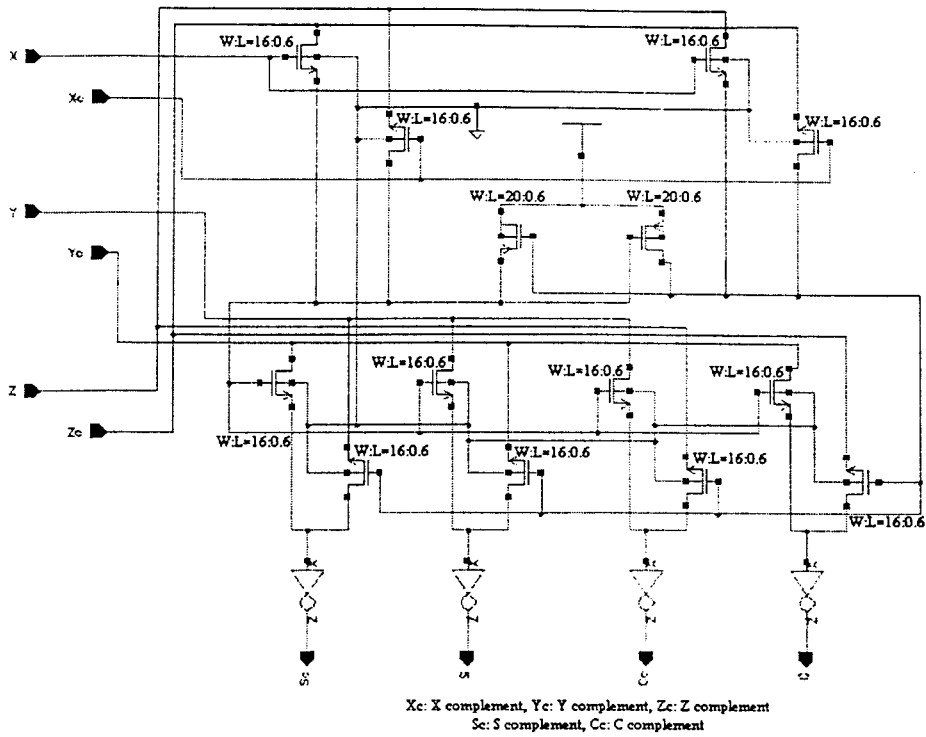 W:L=16:0.6
W:L=16:0.6
X
Xc
W:L=16:0.6
W:L=16:0.6
W:L=20:0.6
W:L=20:0.6
Y
Yc
W:L=16:0.6
W:L=16:0.6
W:L=16:0.6
Z
Zc
W:L=16:0.6
W:L=16:0.6
W:L=16:0.6
W:L=16:0.6
W:L=16:0.6
Z
Z
Z
Z
Sc
S
Cc
C
Xc: X complement, Yc: Y complement, Zc: Z complement
Sc: S complement, Cc: C complement